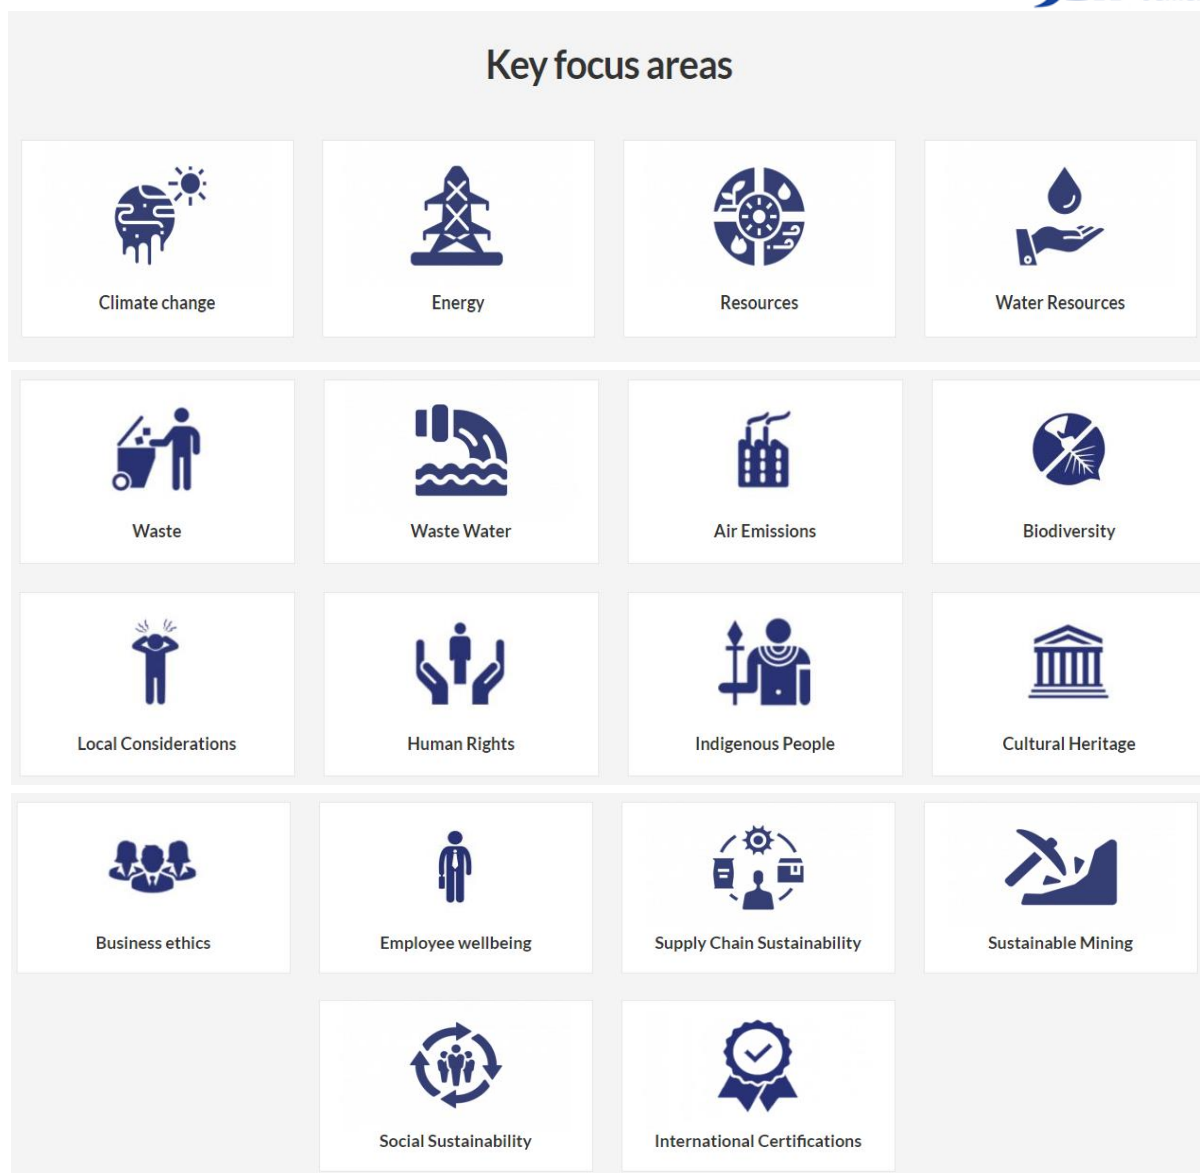 Key focus areas
Climate change
Energy
Resources
Water Resources
Waste
Waste Water
Air Emissions
Biodiversity
Local Considerations
Human Rights
Indigenous People
Cultural Heritage
Business ethics
Employee wellbeing
Supply Chain Sustainability
Sustainable Mining
Social Sustainability
International Certifications